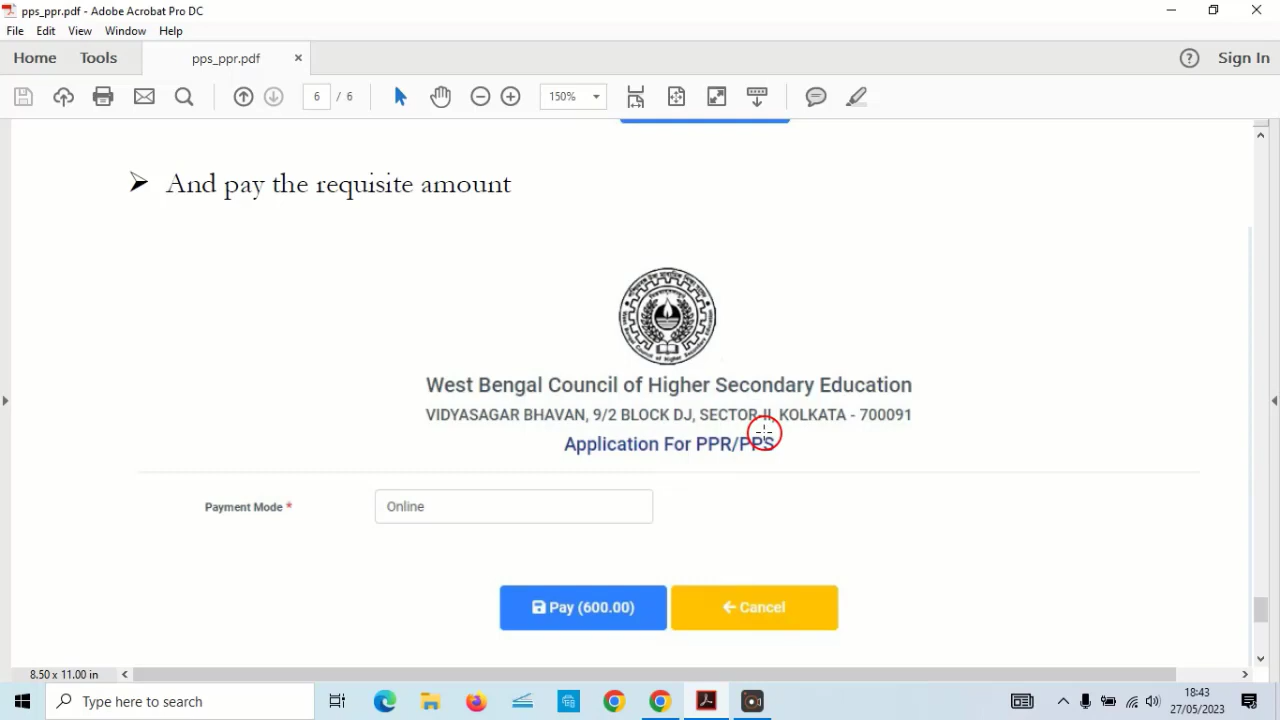 pps_ppr.pdf - Adobe Acrobat Pro DC
File Edit View Window Help
Home Tools pps_ppr.pdf × ? Sign In
6 / 6 150%
And pay the requisite amount
West Bengal Council of Higher Secondary Education
VIDYASAGAR BHAVAN, 9/2 BLOCK DJ, SECTOR-II, KOLKATA - 700091
Application For PPR/PPS
Payment Mode *
Online
Pay (600.00)
Cancel
8.50 x 11.00 in
Type here to search
18:43
27/05/2023